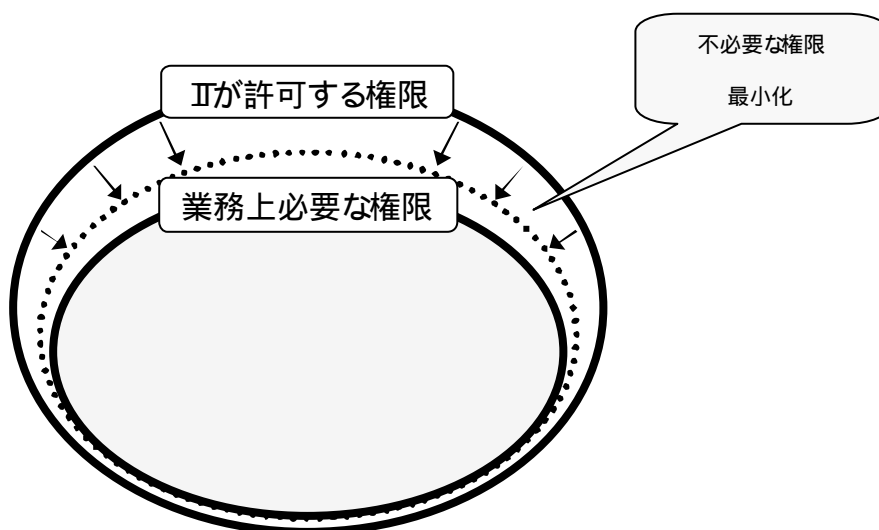 ITが許可する権限
業務上必要な権限
不必要な権限
最小化